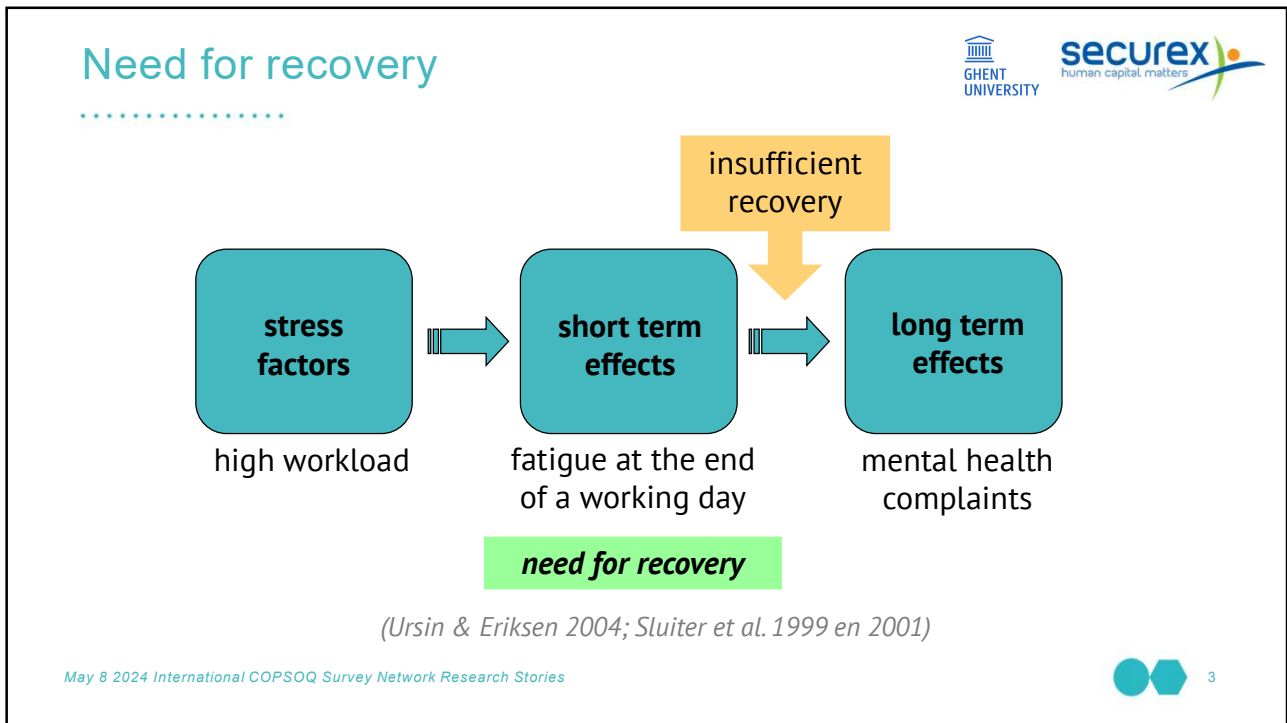 Need for recovery
GHENT
UNIVERSITY
securex
human capital matters
insufficient
recovery
stress
factors
short term
effects
long term
effects
high workload
fatigue at the end
of a working day
mental health
complaints
need for recovery
(Ursin & Eriksen 2004; Sluiter et al. 1999 en 2001)
May 8 2024 International COPSOQ Survey Network Research Stories
3